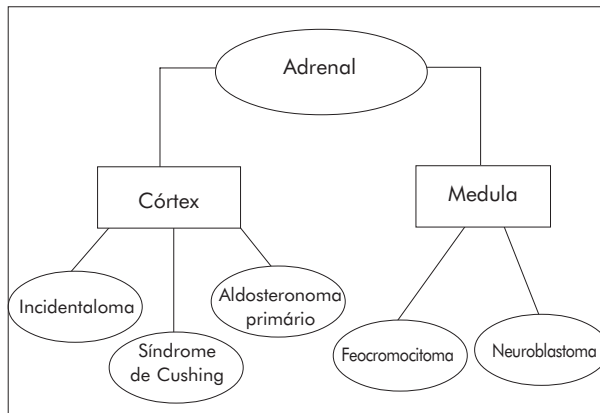 Adrenal
Córtex
Medula
Incidentaloma
Síndrome
de Cushing
Aldosteronoma
primário
Feocromocitoma
Neuroblastoma